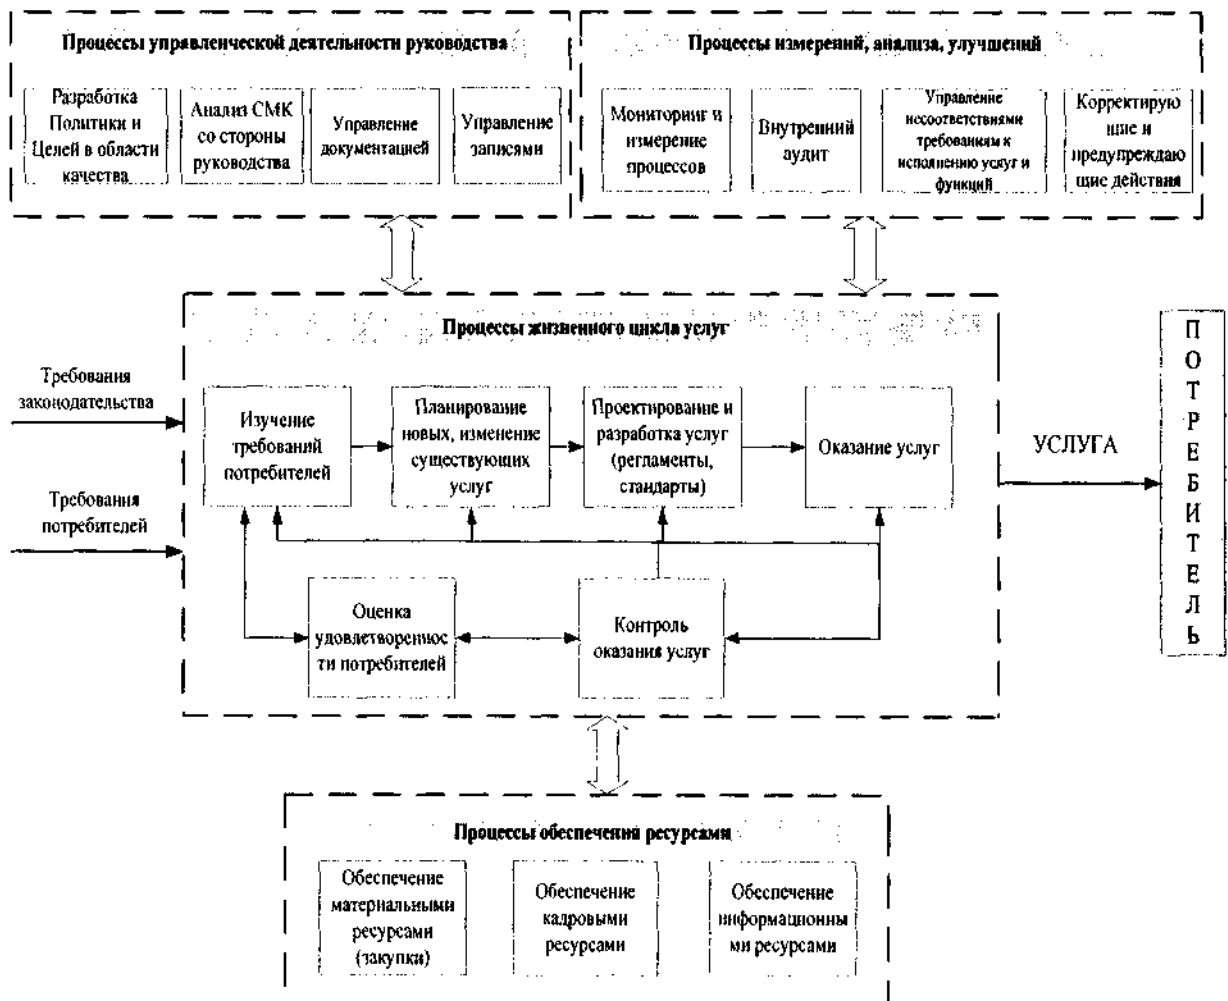 Процессы управленческой деятельности руководства
Разработка
Политики и
Целей в области
качества
Анализ СМК
со стороны
руководства
Управление
документацией
Управление
записями
Процессы измерений, анализа, улучшений
Мониторинг и
измерение
процессов
Внутренний
аудит
Управление
несоответствиями
требованиям к
исполнению услуг и
функций
Корректирую
щие и
предупреждаю
щие действия
Процессы жизненного цикла услуг
Требования
законодательства
Требования
потребителей
Изучение
требований
потребителей
Планирование
новых, изменение
существующих
услуг
Проектирование и
разработка услуг
(регламенты,
стандарты)
Оказание услуг
Оценка
удовлетвореннос
ти потребителей
Контроль
оказания услуг
УСЛУГА
П
О
Т
Р
Е
Б
И
Т
Е
Л
Ь
Процессы обеспечения ресурсами
Обеспечение
материальными
ресурсами
(закупки)
Обеспечение
кадровыми
ресурсами
Обеспечение
информационны
ми ресурсами